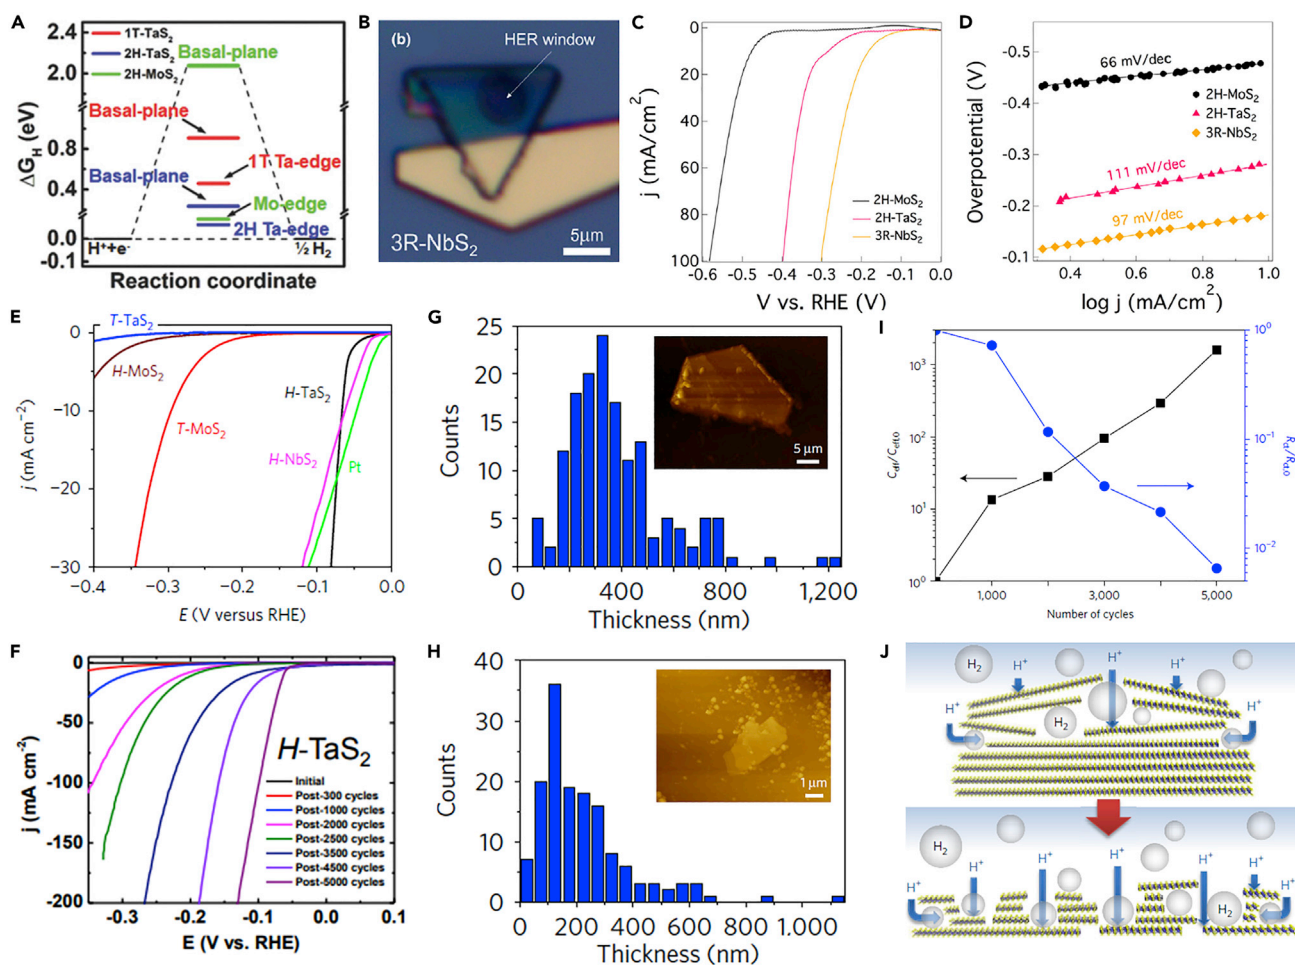 A
2.4
2.0
0.8
0.4
0.0
-0.1
ΔG_H (eV)
1T-TaS₂
2H-TaS₂
2H-MoS₂
Basal-plane
Basal-plane
1T Ta-edge
Basal-plane
Mo-edge
2H Ta-edge
H⁺+e⁻
½ H₂
Reaction coordinate
B
(b)
HER window
3R-NbS₂
5μm
C
0
20
40
60
80
100
j (mA/cm²)
2H-MoS₂
2H-TaS₂
3R-NbS₂
-0.6 -0.5 -0.4 -0.3 -0.2 -0.1 0.0
V vs. RHE (V)
D
-0.5
-0.4
-0.3
-0.2
-0.1
Overpotential (V)
66 mV/dec
2H-MoS₂
2H-TaS₂
3R-NbS₂
111 mV/dec
97 mV/dec
0.4 0.6 0.8 1.0
log j (mA/cm²)
E
T-TaS₂
0
−10
−20
−30
j (mA cm⁻²)
H-MoS₂
T-MoS₂
H-TaS₂
H-NbS₂
Pt
−0.4 −0.3 −0.2 −0.1 0.0
E (V versus RHE)
F
0
-50
-100
-150
-200
j (mA cm⁻²)
H-TaS₂
Initial
Post-300 cycles
Post-1000 cycles
Post-2000 cycles
Post-2500 cycles
Post-3500 cycles
Post-4500 cycles
Post-5000 cycles
-0.3 -0.2 -0.1 0.0 0.1
E (V vs. RHE)
G
25
20
15
10
5
0
Counts
5 μm
0 400 800 1,200
Thickness (nm)
H
40
30
20
10
0
Counts
1 μm
0 200 400 600 800 1.000
Thickness (nm)
I
10³
10²
10¹
10⁰
10⁰
10⁻¹
10⁻²
1,000 3,000 5,000
Number of cycles
J
H₂
H⁺
H⁺
H⁺
H⁺
H⁺
H₂
H₂
H⁺
H⁺
H⁺
H⁺
H⁺
H⁺
H⁺
H₂